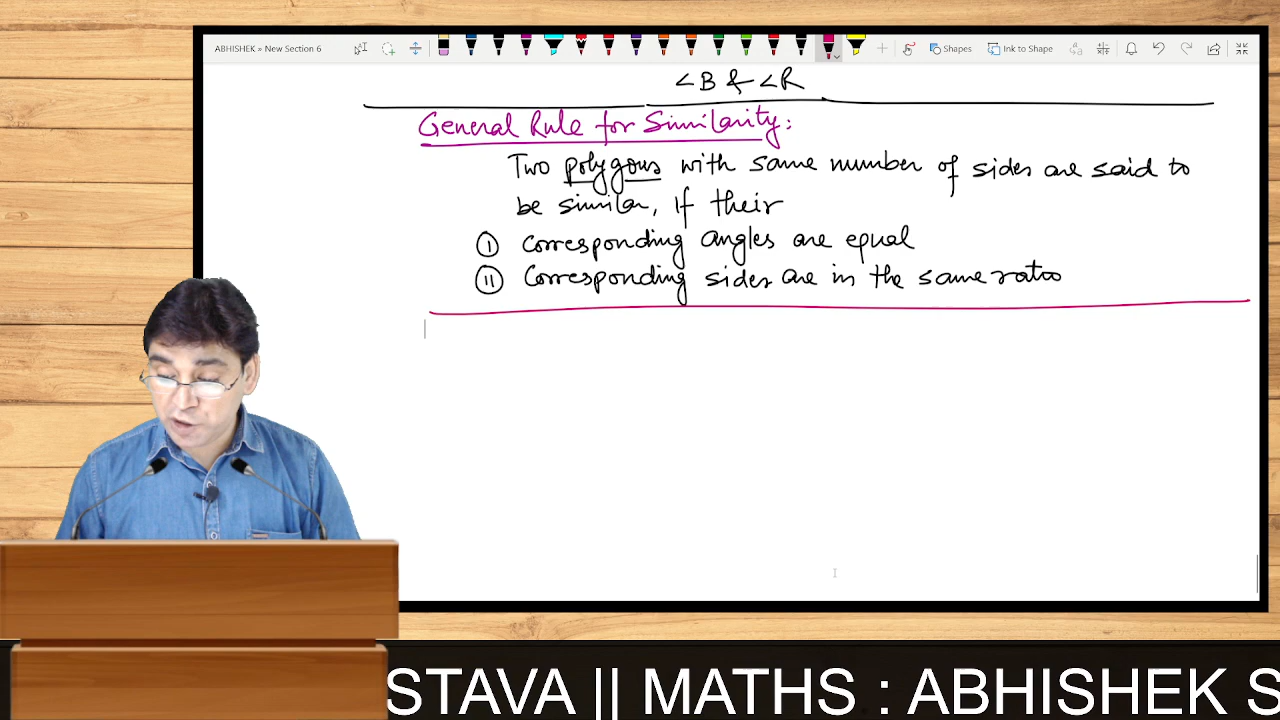 ABHISHEK » New Section 6
Shapes
Ink to Shape
∠B & ∠R
General Rule for Similarity:
Two polygons with same number of sides are said to
be similar, if their
(I) Corresponding angles are equal
(II) Corresponding sides are in the same ratio
STAVA || MATHS : ABHISHEK S